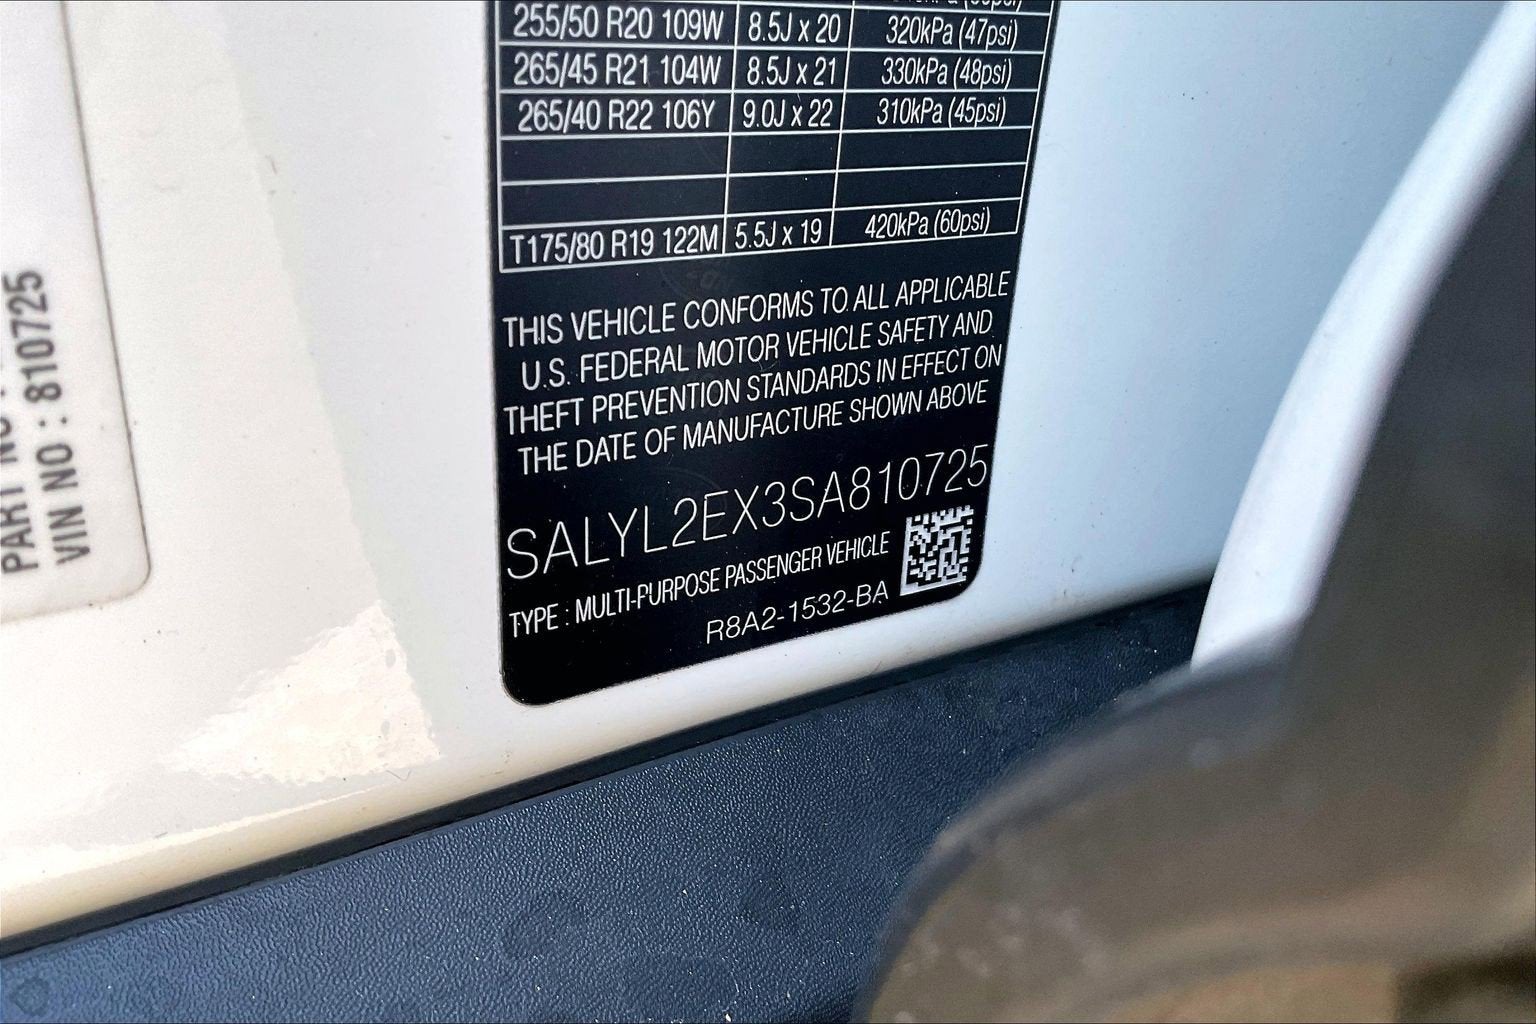 255/50 R20 109W 8.5J x 20 320kPa (47psi)
265/45 R21 104W 8.5J x 21 330kPa (48psi)
265/40 R22 106Y 9.0J x 22 310kPa (45psi)
T175/80 R19 122M 5.5J x 19 420kPa (60psi)
THIS VEHICLE CONFORMS TO ALL APPLICABLE
U.S. FEDERAL MOTOR VEHICLE SAFETY AND
THEFT PREVENTION STANDARDS IN EFFECT ON
THE DATE OF MANUFACTURE SHOWN ABOVE
SALYL2EX3SA810725
TYPE : MULTI-PURPOSE PASSENGER VEHICLE
R8A2-1532-BA
PART NO :
VIN NO : 810725